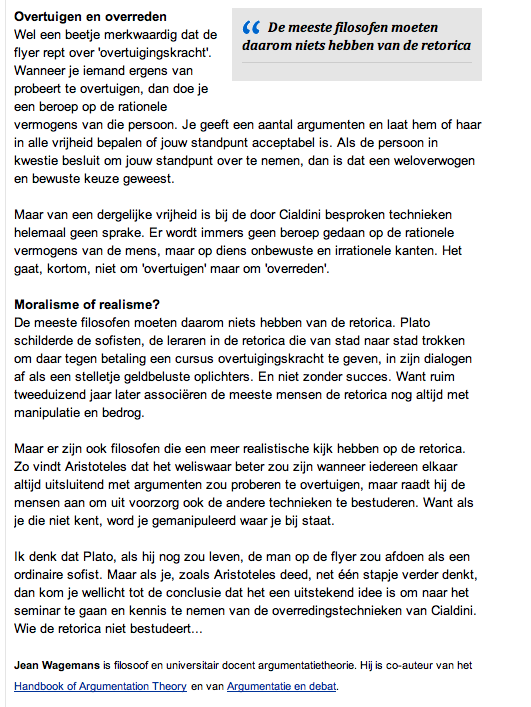 Overtuigen en overreden
Wel een beetje merkwaardig dat de
flyer rept over 'overtuigingskracht'.
Wanneer je iemand ergens van
probeert te overtuigen, dan doe je
een beroep op de rationele
“ De meeste filosofen moeten
daarom niets hebben van de retorica
vermogens van die persoon. Je geeft een aantal argumenten en laat hem of haar
in alle vrijheid bepalen of jouw standpunt acceptabel is. Als de persoon in
kwestie besluit om jouw standpunt over te nemen, dan is dat een weloverwogen
en bewuste keuze geweest.
Maar van een dergelijke vrijheid is bij de door Cialdini besproken technieken
helemaal geen sprake. Er wordt immers geen beroep gedaan op de rationele
vermogens van de mens, maar op diens onbewuste en irrationele kanten. Het
gaat, kortom, niet om 'overtuigen' maar om 'overreden'.
Moralisme of realisme?
De meeste filosofen moeten daarom niets hebben van de retorica. Plato
schilderde de sofisten, de leraren in de retorica die van stad naar stad trokken
om daar tegen betaling een cursus overtuigingskracht te geven, in zijn dialogen
af als een stelletje geldbeluste oplichters. En niet zonder succes. Want ruim
tweeduizend jaar later associëren de meeste mensen de retorica nog altijd met
manipulatie en bedrog.
Maar er zijn ook filosofen die een meer realistische kijk hebben op de retorica.
Zo vindt Aristoteles dat het weliswaar beter zou zijn wanneer iedereen elkaar
altijd uitsluitend met argumenten zou proberen te overtuigen, maar raadt hij de
mensen aan om uit voorzorg ook de andere technieken te bestuderen. Want als
je die niet kent, word je gemanipuleerd waar je bij staat.
Ik denk dat Plato, als hij nog zou leven, de man op de flyer zou afdoen als een
ordinaire sofist. Maar als je, zoals Aristoteles deed, net één stapje verder denkt,
dan kom je wellicht tot de conclusie dat het een uitstekend idee is om naar het
seminar te gaan en kennis te nemen van de overredingstechnieken van Cialdini.
Wie de retorica niet bestudeert...
Jean Wagemans is filosoof en universitair docent argumentatietheorie. Hij is co-auteur van het
Handbook of Argumentation Theory en van Argumentatie en debat.